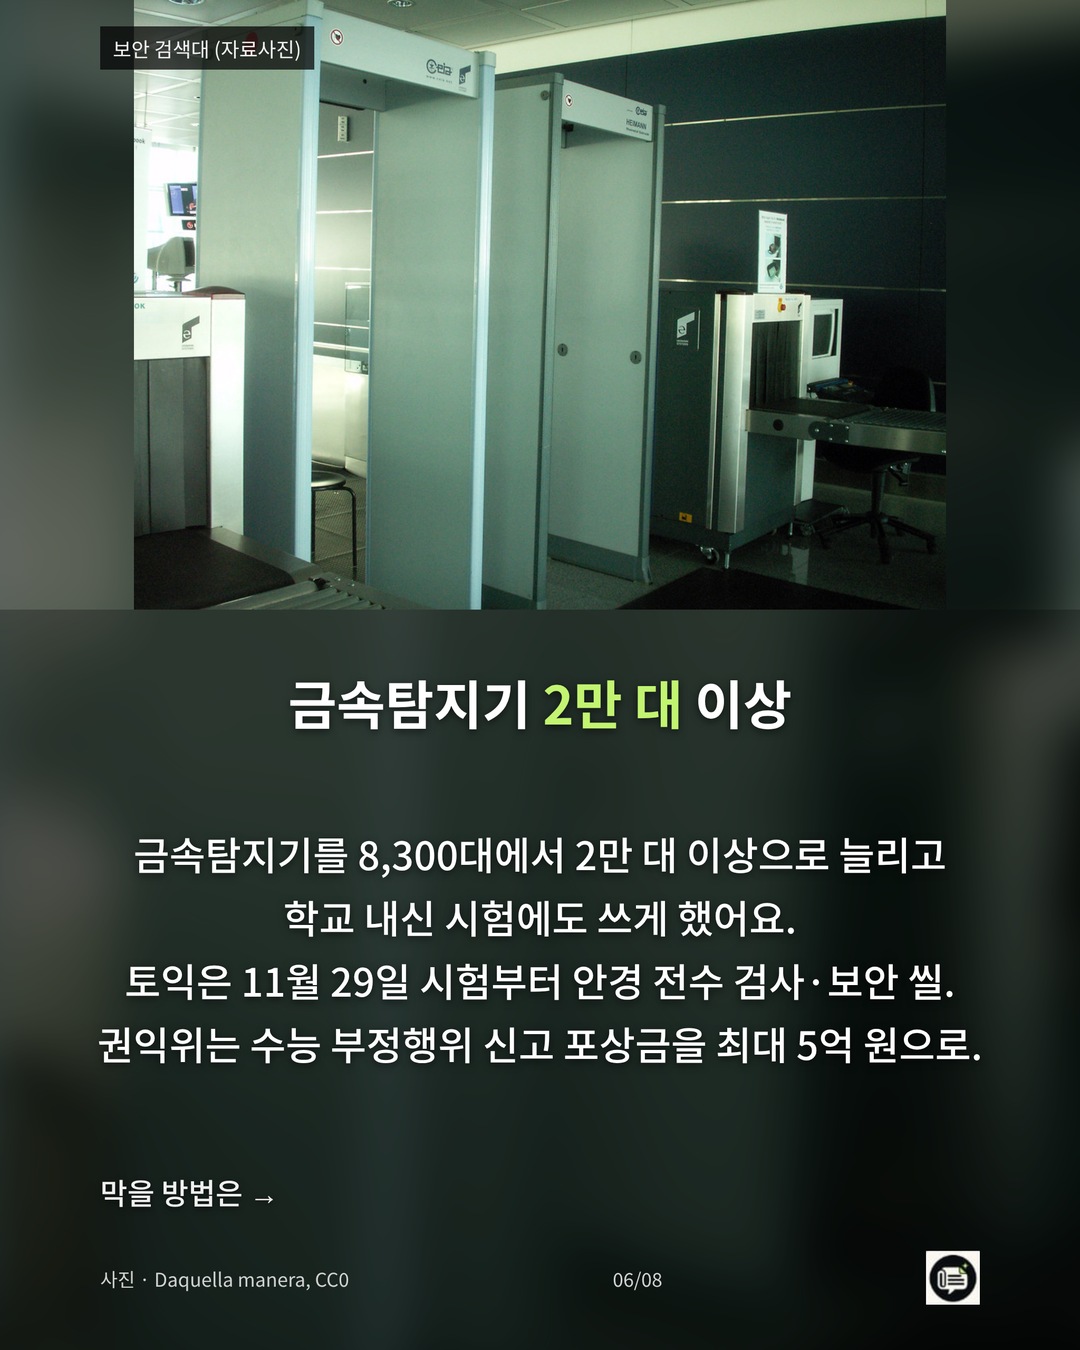 보안 검색대 (자료사진)
ceia
ceia
HEIMANN
금속탐지기 2만 대 이상
금속탐지기를 8,300대에서 2만 대 이상으로 늘리고
학교 내신 시험에도 쓰게 했어요.
토익은 11월 29일 시험부터 안경 전수 검사·보안 씰.
권익위는 수능 부정행위 신고 포상금을 최대 5억 원으로.
막을 방법은 →
사진 · Daquella manera, CC0
06/08